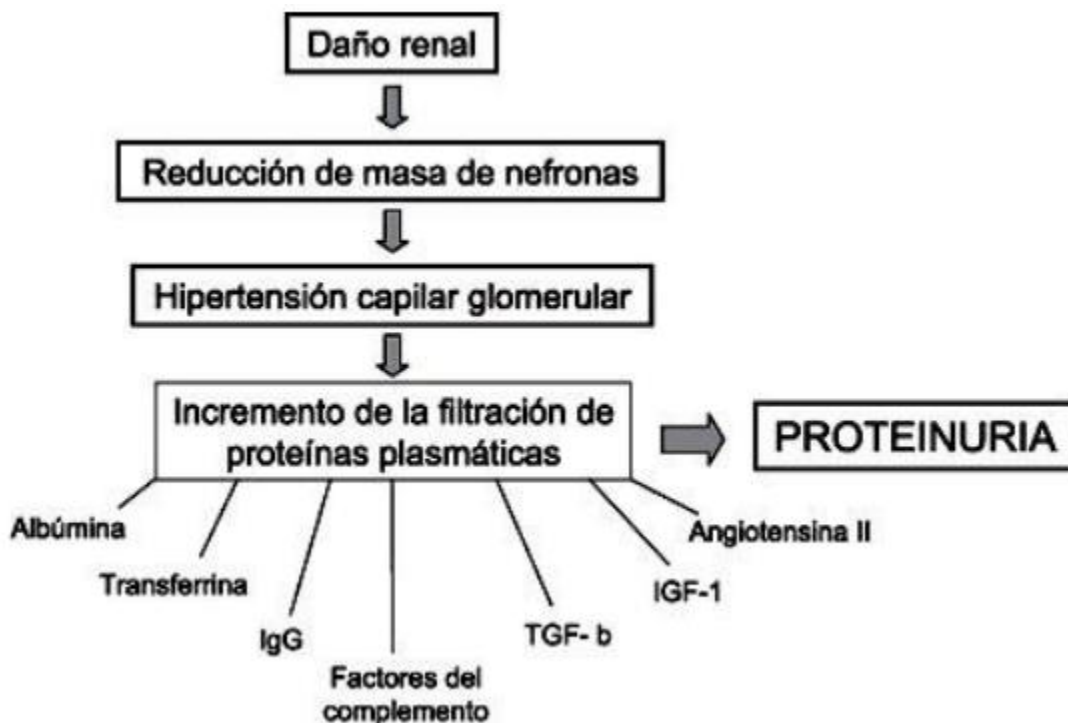 Daño renal
Reducción de masa de nefronas
Hipertensión capilar glomerular
Incremento de la filtración de
proteínas plasmáticas
PROTEINURIA
Albúmina
Transferrina
IgG
Factores del
complemento
TGF- b
IGF-1
Angiotensina II